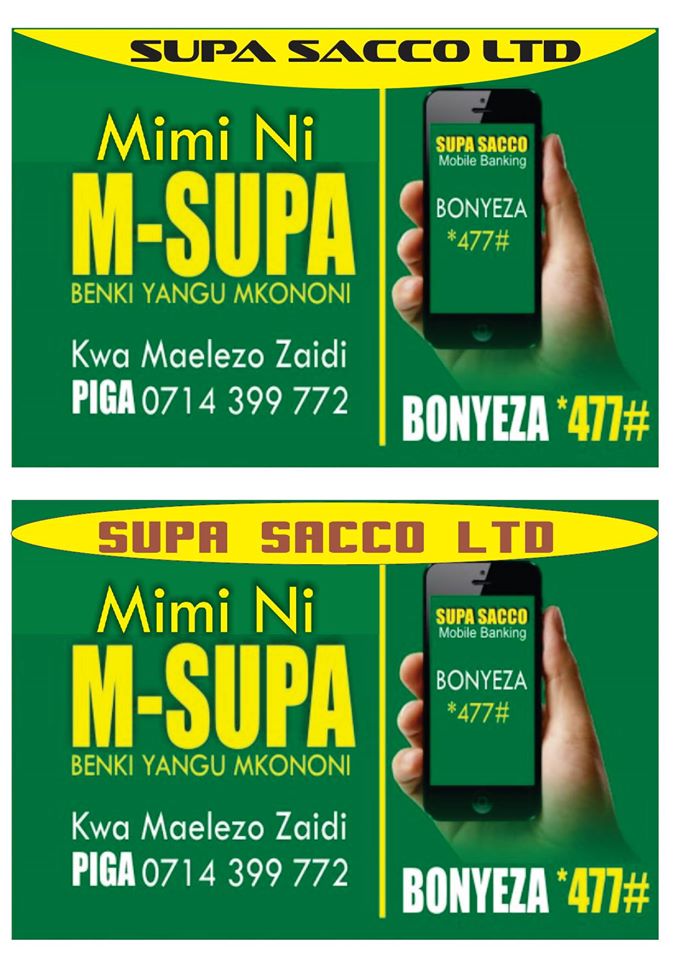 SUPA SACCO LTD
Mimi Ni
M-SUPA
BENKI YANGU MKONONI
Kwa Maelezo Zaidi
PIGA 0714 399 772
SUPA SACCO
Mobile Banking
BONYEZA
*477#
BONYEZA *477#
SUPA SACCO LTD
Mimi Ni
M-SUPA
BENKI YANGU MKONONI
Kwa Maelezo Zaidi
PIGA 0714 399 772
SUPA SACCO
Mobile Banking
BONYEZA
*477#
BONYEZA *477#